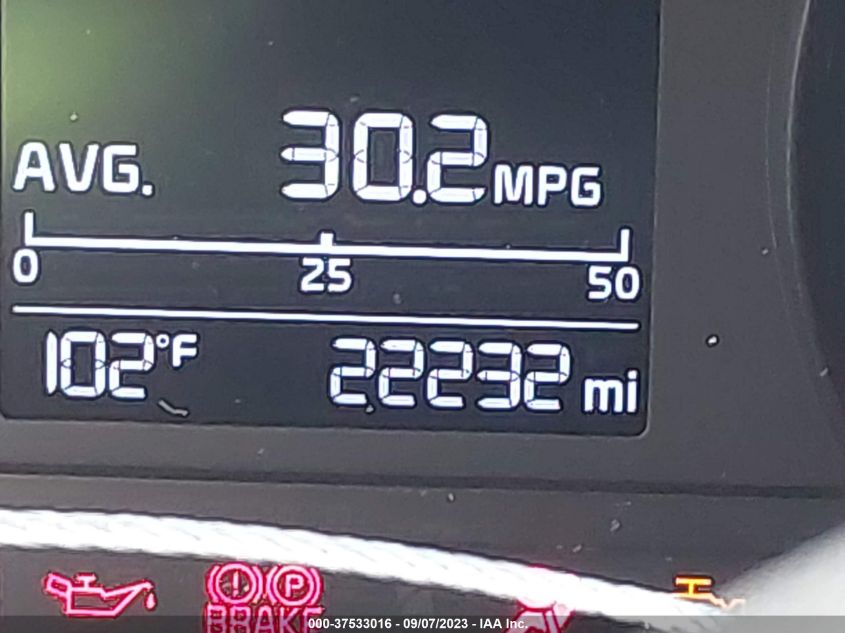 AVG. 30.2 MPG
0 25 50
102°F 22232 mi
BRAKE
000-37533016 - 09/07/2023 - IAA Inc.